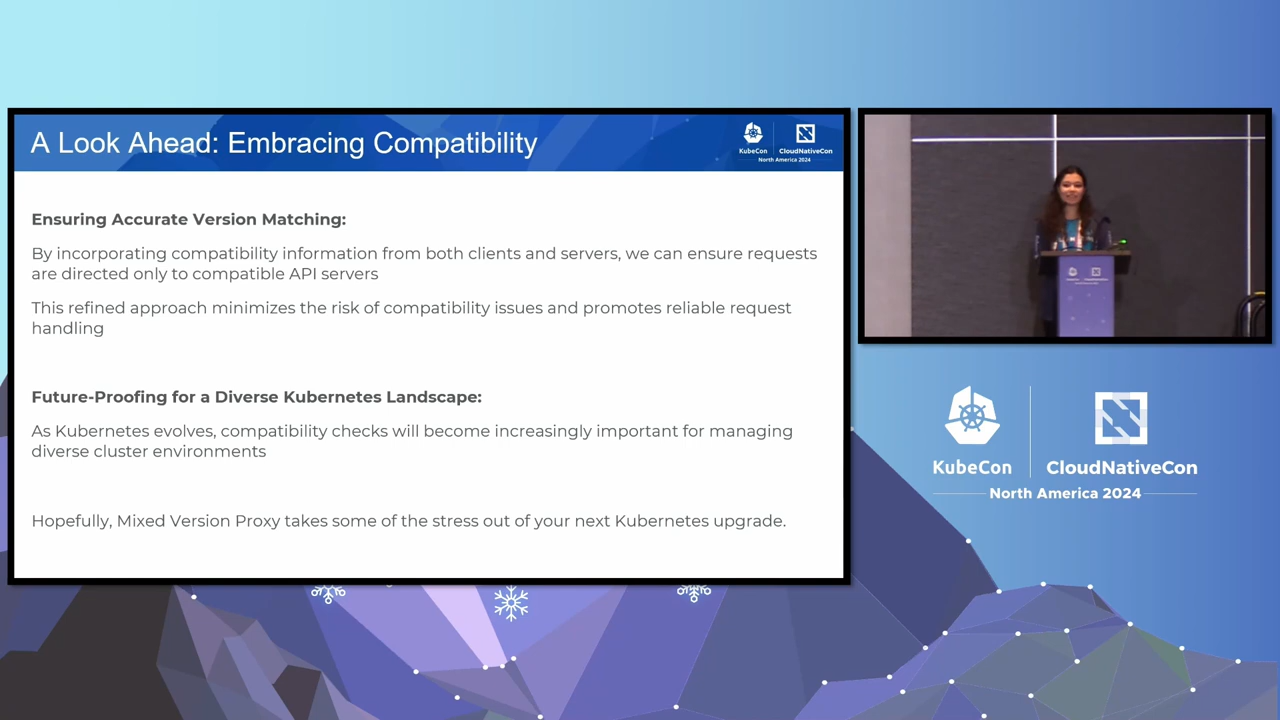 A Look Ahead: Embracing Compatibility
KubeCon
CloudNativeCon
North America 2024
Ensuring Accurate Version Matching:
By incorporating compatibility information from both clients and servers, we can ensure requests
are directed only to compatible API servers
This refined approach minimizes the risk of compatibility issues and promotes reliable request
handling
Future-Proofing for a Diverse Kubernetes Landscape:
As Kubernetes evolves, compatibility checks will become increasingly important for managing
diverse cluster environments
Hopefully, Mixed Version Proxy takes some of the stress out of your next Kubernetes upgrade.
KubeCon
CloudNativeCon
North America 2024